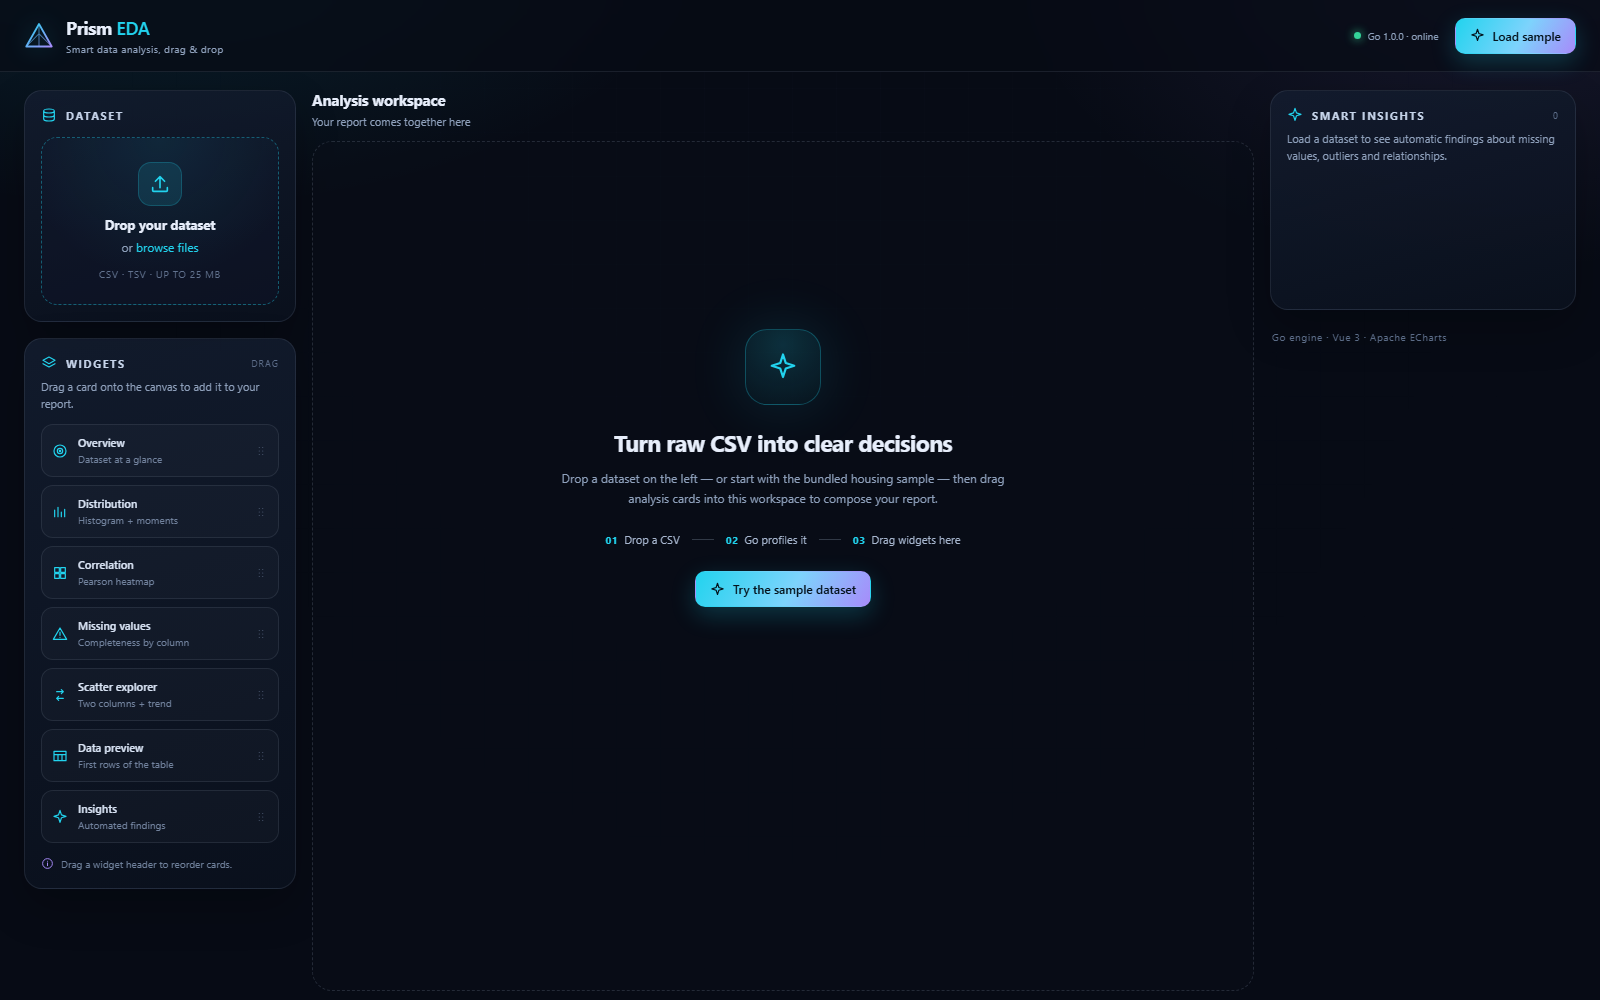 Prism EDA
Smart data analysis, drag & drop
Go 1.0.0 · online
Load sample
DATASET
Drop your dataset
or browse files
CSV · TSV · UP TO 25 MB
WIDGETS
DRAG
Drag a card onto the canvas to add it to your
report.
Overview
Dataset at a glance
Distribution
Histogram + moments
Correlation
Pearson heatmap
Missing values
Completeness by column
Scatter explorer
Two columns + trend
Data preview
First rows of the table
Insights
Automated findings
Drag a widget header to reorder cards.
Analysis workspace
Your report comes together here
Turn raw CSV into clear decisions
Drop a dataset on the left — or start with the bundled housing sample — then drag
analysis cards into this workspace to compose your report.
01 Drop a CSV
02 Go profiles it
03 Drag widgets here
Try the sample dataset
SMART INSIGHTS
0
Load a dataset to see automatic findings about missing
values, outliers and relationships.
Go engine · Vue 3 · Apache ECharts